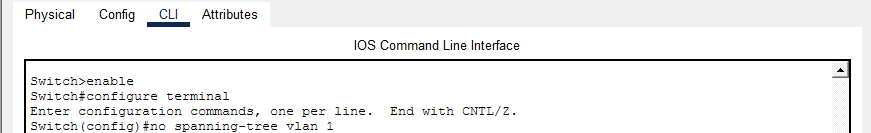 Physical Config CLI Attributes
IOS Command Line Interface
Switch>enable
Switch#configure terminal
Enter configuration commands, one per line.  End with CNTL/Z.
Switch(config)#no spanning-tree vlan 1